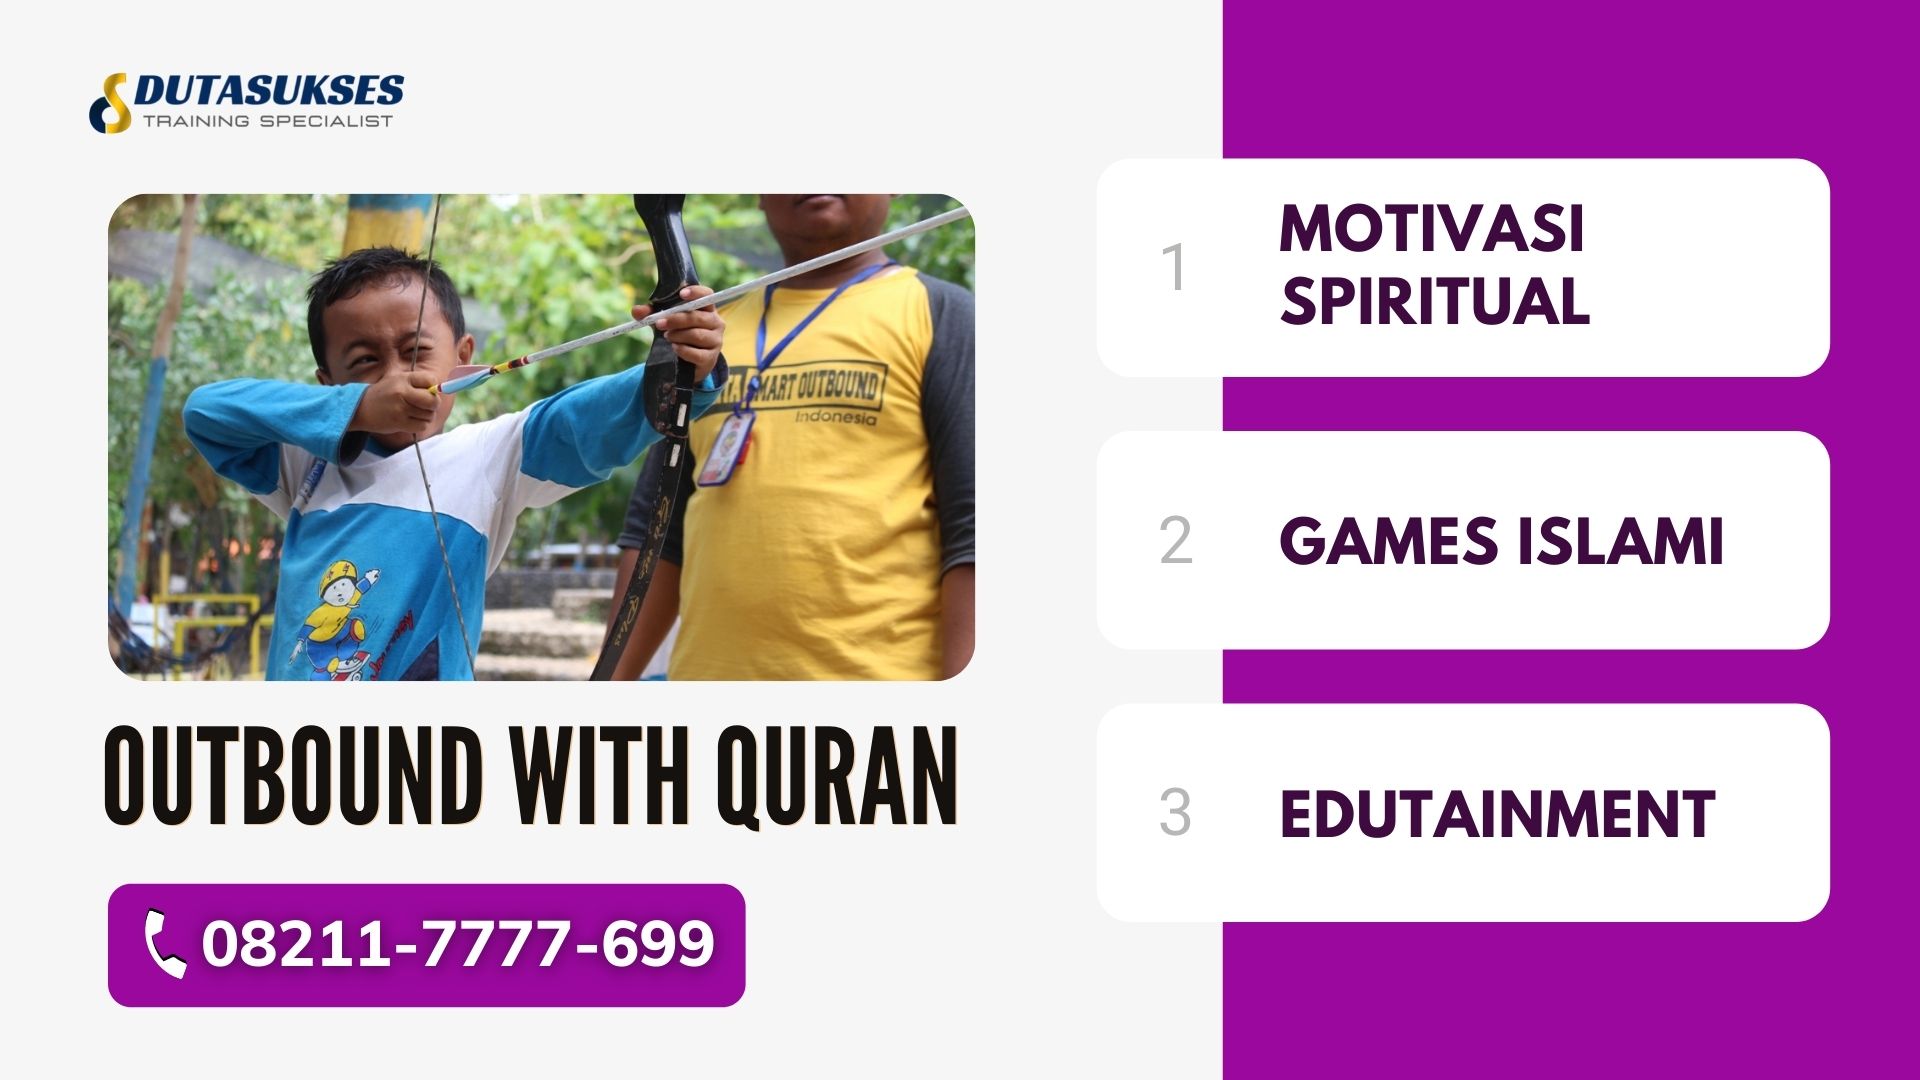 DUTASUKSES
TRAINING SPECIALIST
MART OUTBOUND
Indonesia
OUTBOUND WITH QURAN
08211-7777-699
1
MOTIVASI
SPIRITUAL
2
GAMES ISLAMI
3
EDUTAINMENT